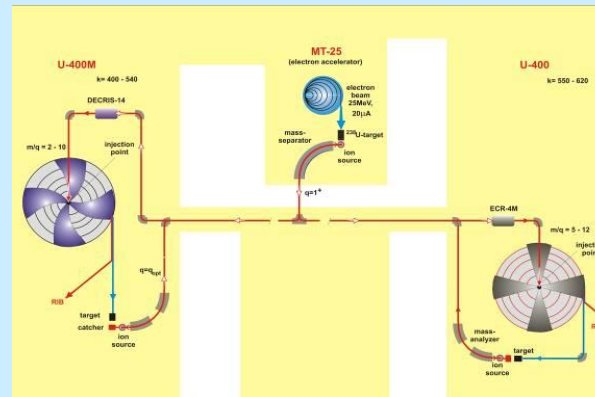 U-400M
k= 400 - 540
DECRIS-14
m/q = 2 - 10
injection
point
RIB
target
catcher
ion
source
q=qopt
MT-25
(electron accelerator)
electron
beam
25MeV,
20μA
mass-
separator
238U-target
ion
source
q=1+
U-400
k= 550 - 620
ECR-4M
m/q = 5 - 12
injection
point
mass-
analyzer
target
ion
source